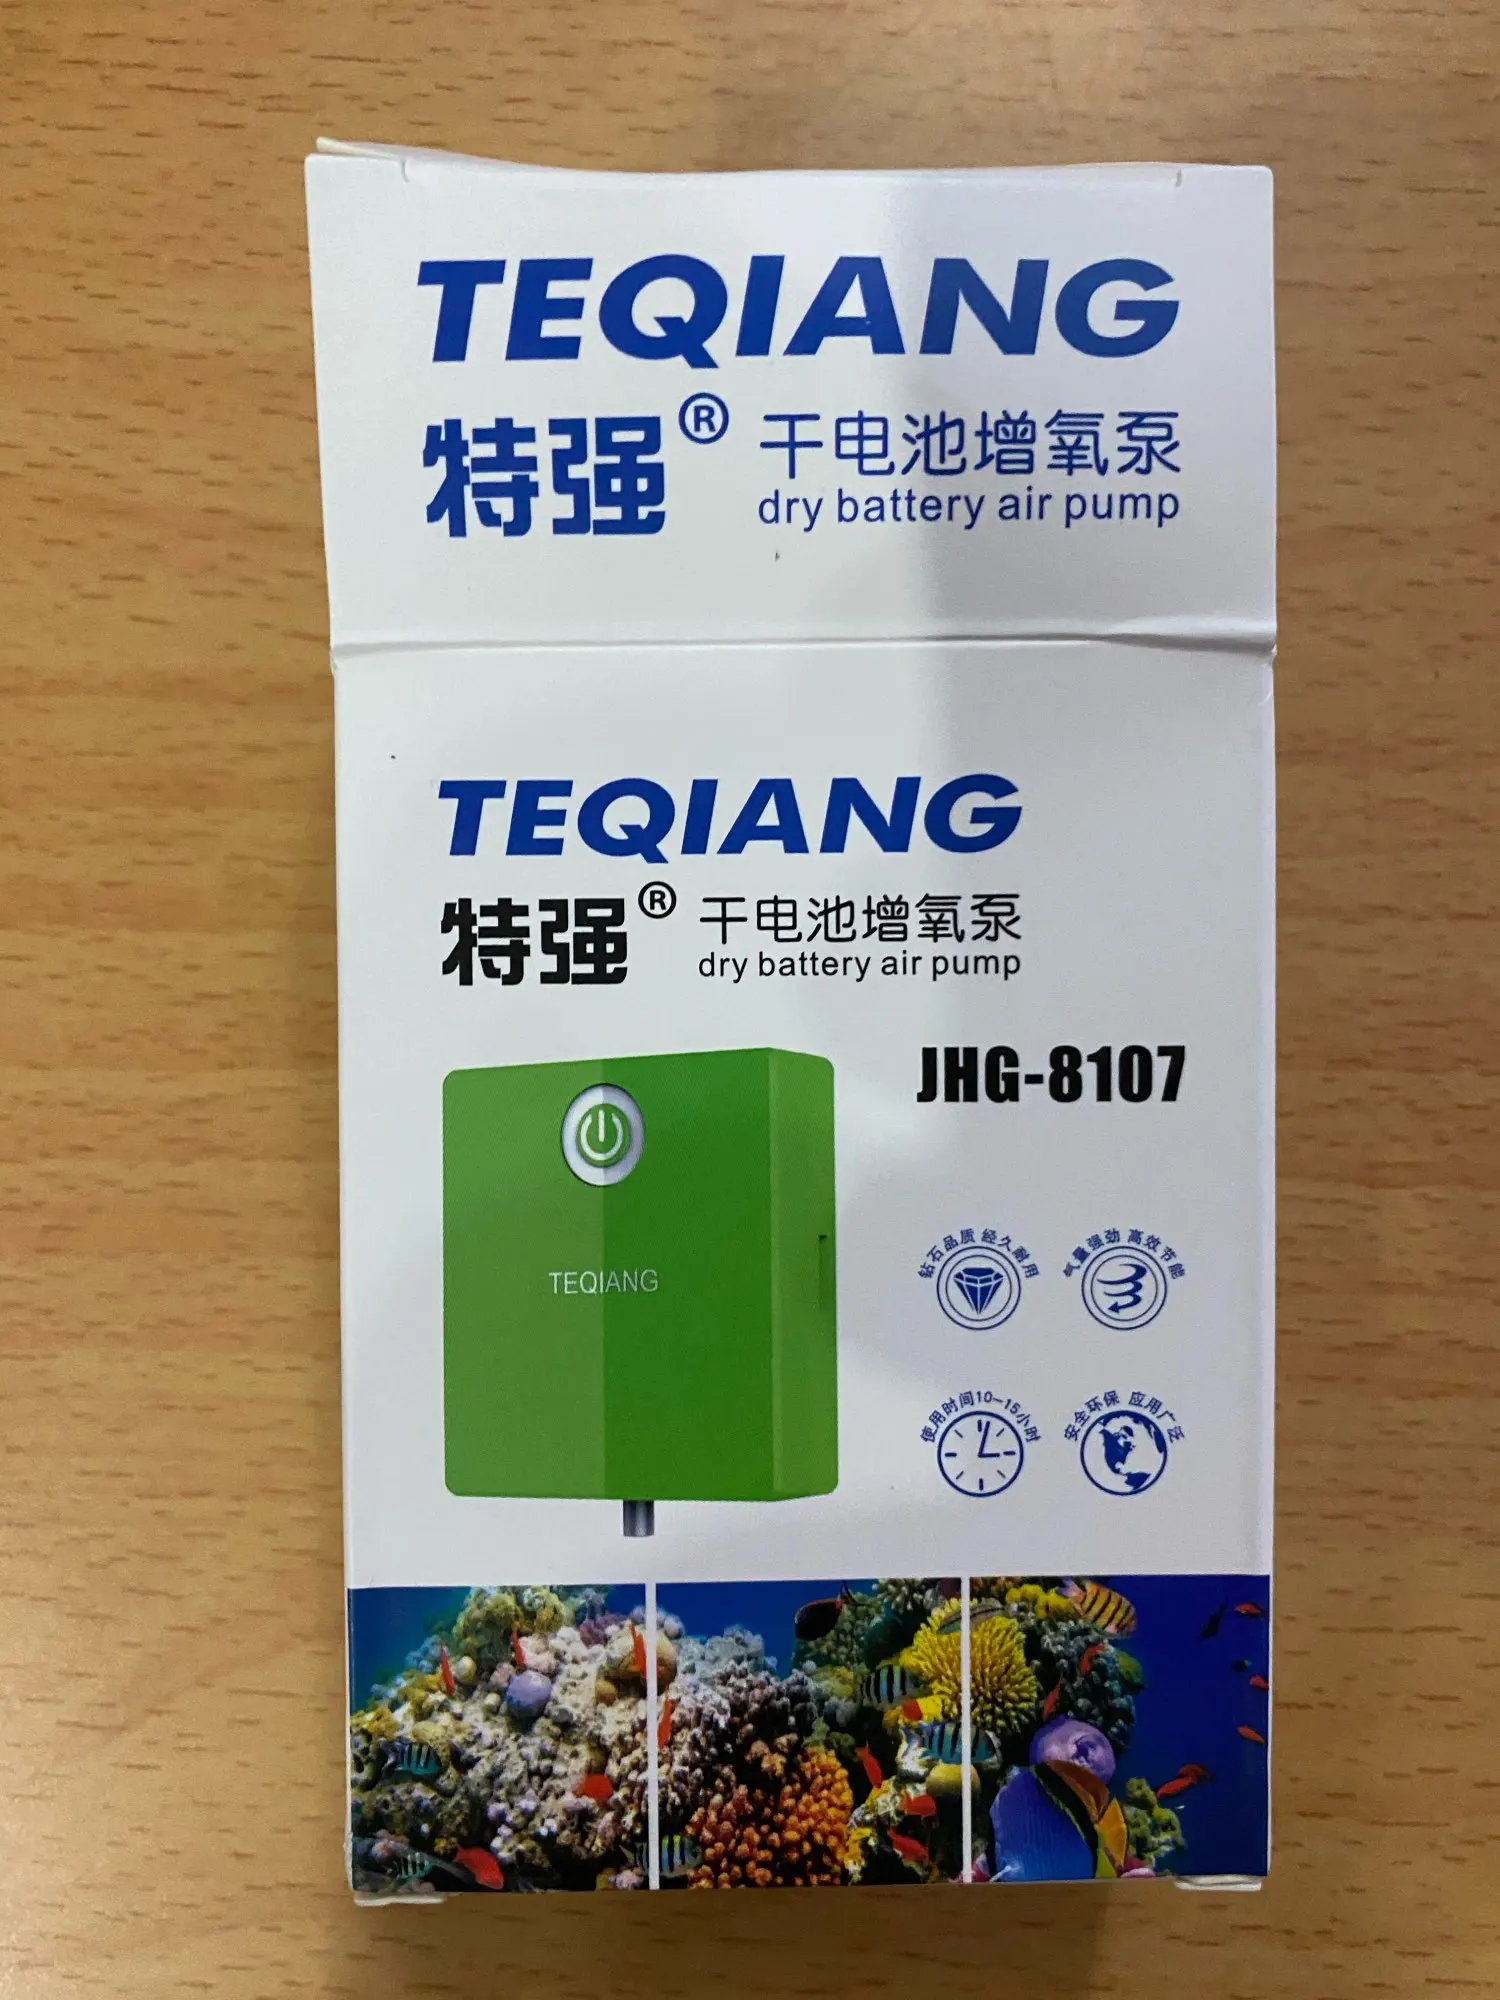 TEQIANG
特强® 干电池增氧泵
dry battery air pump
TEQIANG
特强® 干电池增氧泵
dry battery air pump
JHG-8107
TEQIANG
钻石品质 经久耐用
气量强劲 高效节能
使用时间10-15小时
安全环保 应用广泛